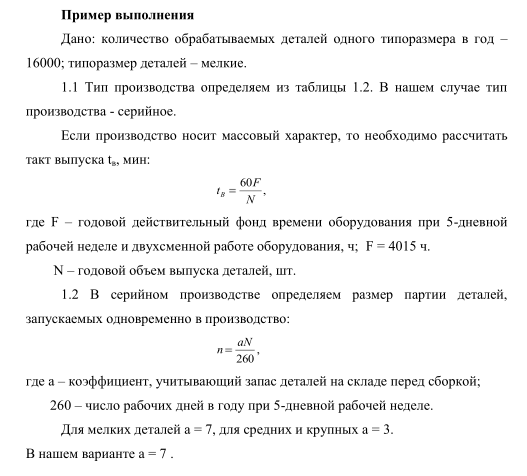 Пример выполнения
Дано: количество обрабатываемых деталей одного типоразмера в год –
16000; типоразмер деталей – мелкие.
1.1 Тип производства определяем из таблицы 1.2. В нашем случае тип
производства - серийное.
Если производство носит массовый характер, то необходимо рассчитать
такт выпуска tв, мин:
t_B = 60F / N ,
где F – годовой действительный фонд времени оборудования при 5-дневной
рабочей неделе и двухсменной работе оборудования, ч; F = 4015 ч.
N – годовой объем выпуска деталей, шт.
1.2 В серийном производстве определяем размер партии деталей,
запускаемых одновременно в производство:
n = aN / 260 ,
где а – коэффициент, учитывающий запас деталей на складе перед сборкой;
260 – число рабочих дней в году при 5-дневной рабочей неделе.
Для мелких деталей а = 7, для средних и крупных а = 3.
В нашем варианте а = 7 .